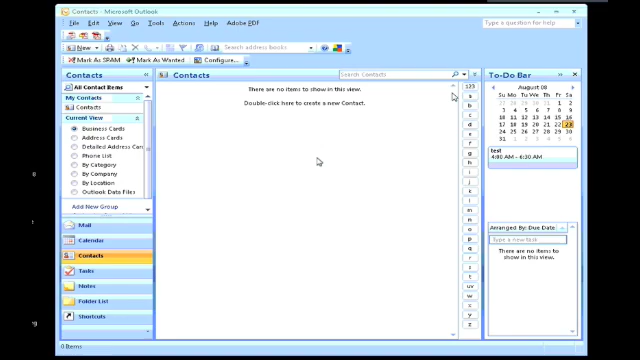 Contacts - Microsoft Outlook
File Edit View Go Tools Actions Help Adobe PDF
Type a question for help
New
Search address books
Mark As SPAM Mark As Wanted Configure...
Contacts
All Contact Items
My Contacts
Contacts
Current View
Business Cards
Address Cards
Detailed Address Car
Phone List
By Category
By Company
By Location
Outlook Data Files
Add New Group
Mail
Calendar
Contacts
Tasks
Notes
Folder List
Shortcuts
0 Items
Contacts
Search Contacts
There are no items to show in this view.
Double-click here to create a new Contact.
123
a
b
c
d
e
f
g
h
i
j
k
l
m
n
o
p
q
r
s
t
uv
w
x
y
z
To-Do Bar
August 08
Su Mo Tu We Th Fr Sa
27 28 29 30 31 1 2
3 4 5 6 7 8 9
10 11 12 13 14 15 16
17 18 19 20 21 22 23
24 25 26 27 28 29 30
31 1 2 3 4 5 6
test
4:00 AM - 6:30 AM
Arranged By: Due Date
Type a new task
There are no items to
show in this view.